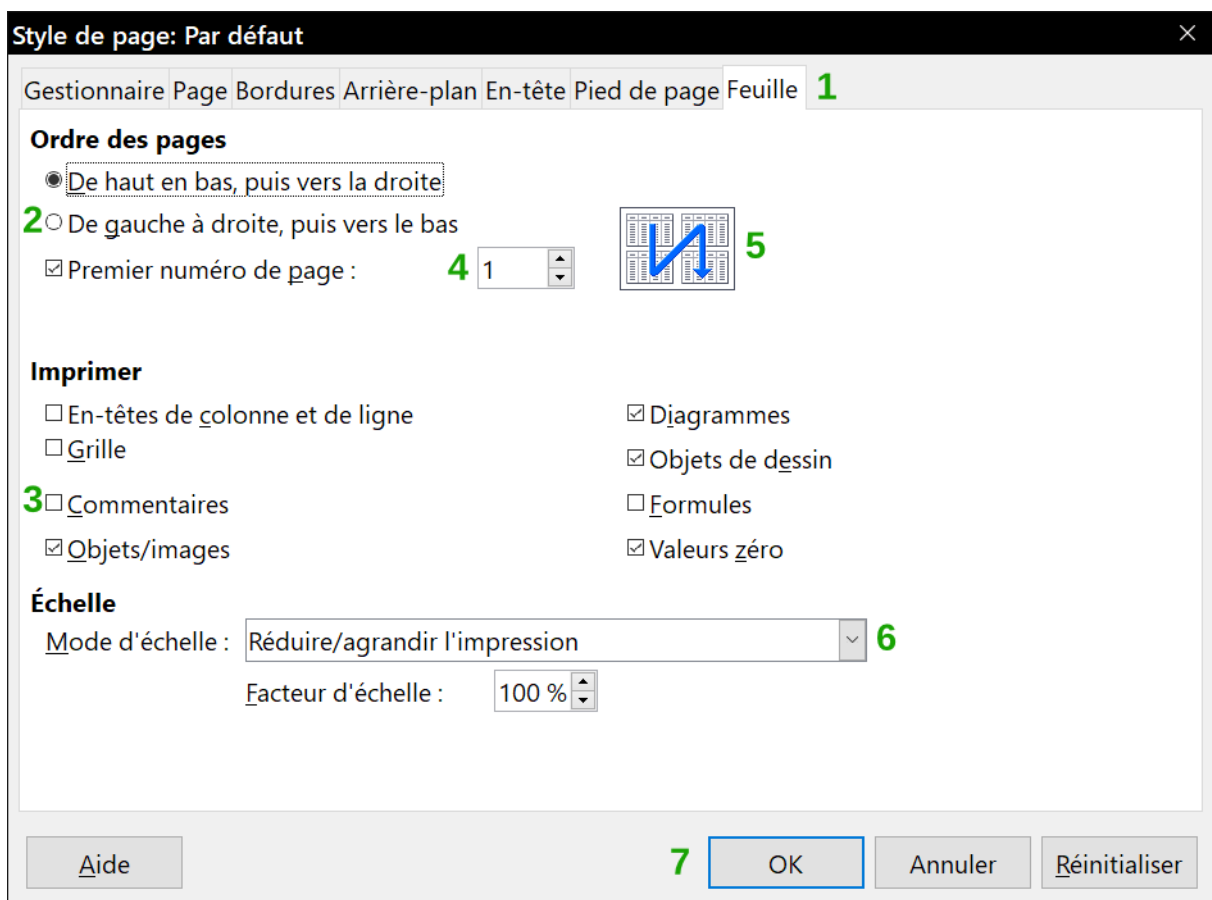 Style de page: Par défaut
Gestionnaire Page Bordures Arrière-plan En-tête Pied de page Feuille 1
Ordre des pages
De haut en bas, puis vers la droite
2 De gauche à droite, puis vers le bas
5
Premier numéro de page : 4 1
Imprimer
En-têtes de colonne et de ligne
Diagrammes
Grille
Objets de dessin
3 Commentaires
Formules
Objets/images
Valeurs zéro
Échelle
Mode d'échelle : Réduire/agrandir l'impression 6
Facteur d'échelle : 100 %
Aide 7 OK Annuler Réinitialiser